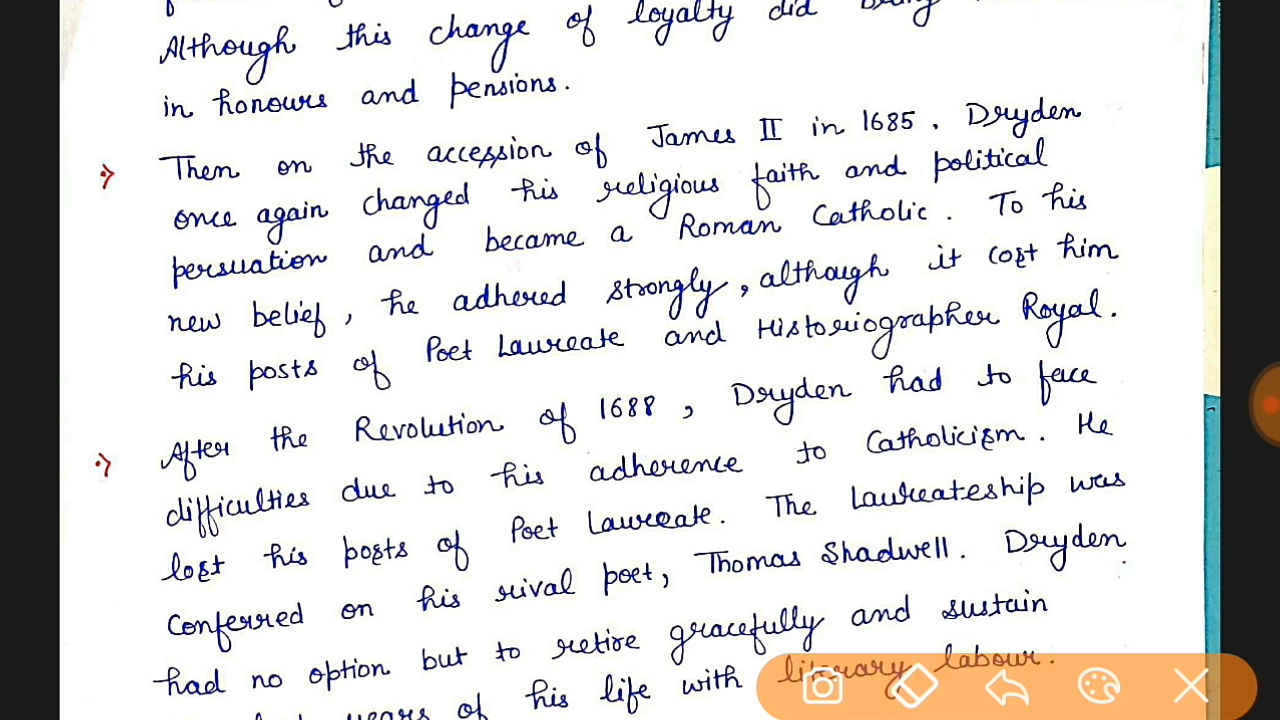 Although this change of loyalty did
in honours and pensions.
Then on the accession of James II in 1685. Dryden
once again changed his religious faith and political
persuation and became a Roman Catholic. To his
new belief, he adhered strongly, although it cost him
his posts of Poet Laureate and Historiographer Royal.
After the Revolution of 1688, Dryden had to face
difficulties due to his adherence to Catholicism. He
lost his posts of Poet Laureate. The Laureateship was
conferred on his rival poet, Thomas Shadwell. Dryden
had no option but to retire gracefully and sustain
years of his life with literary labour.